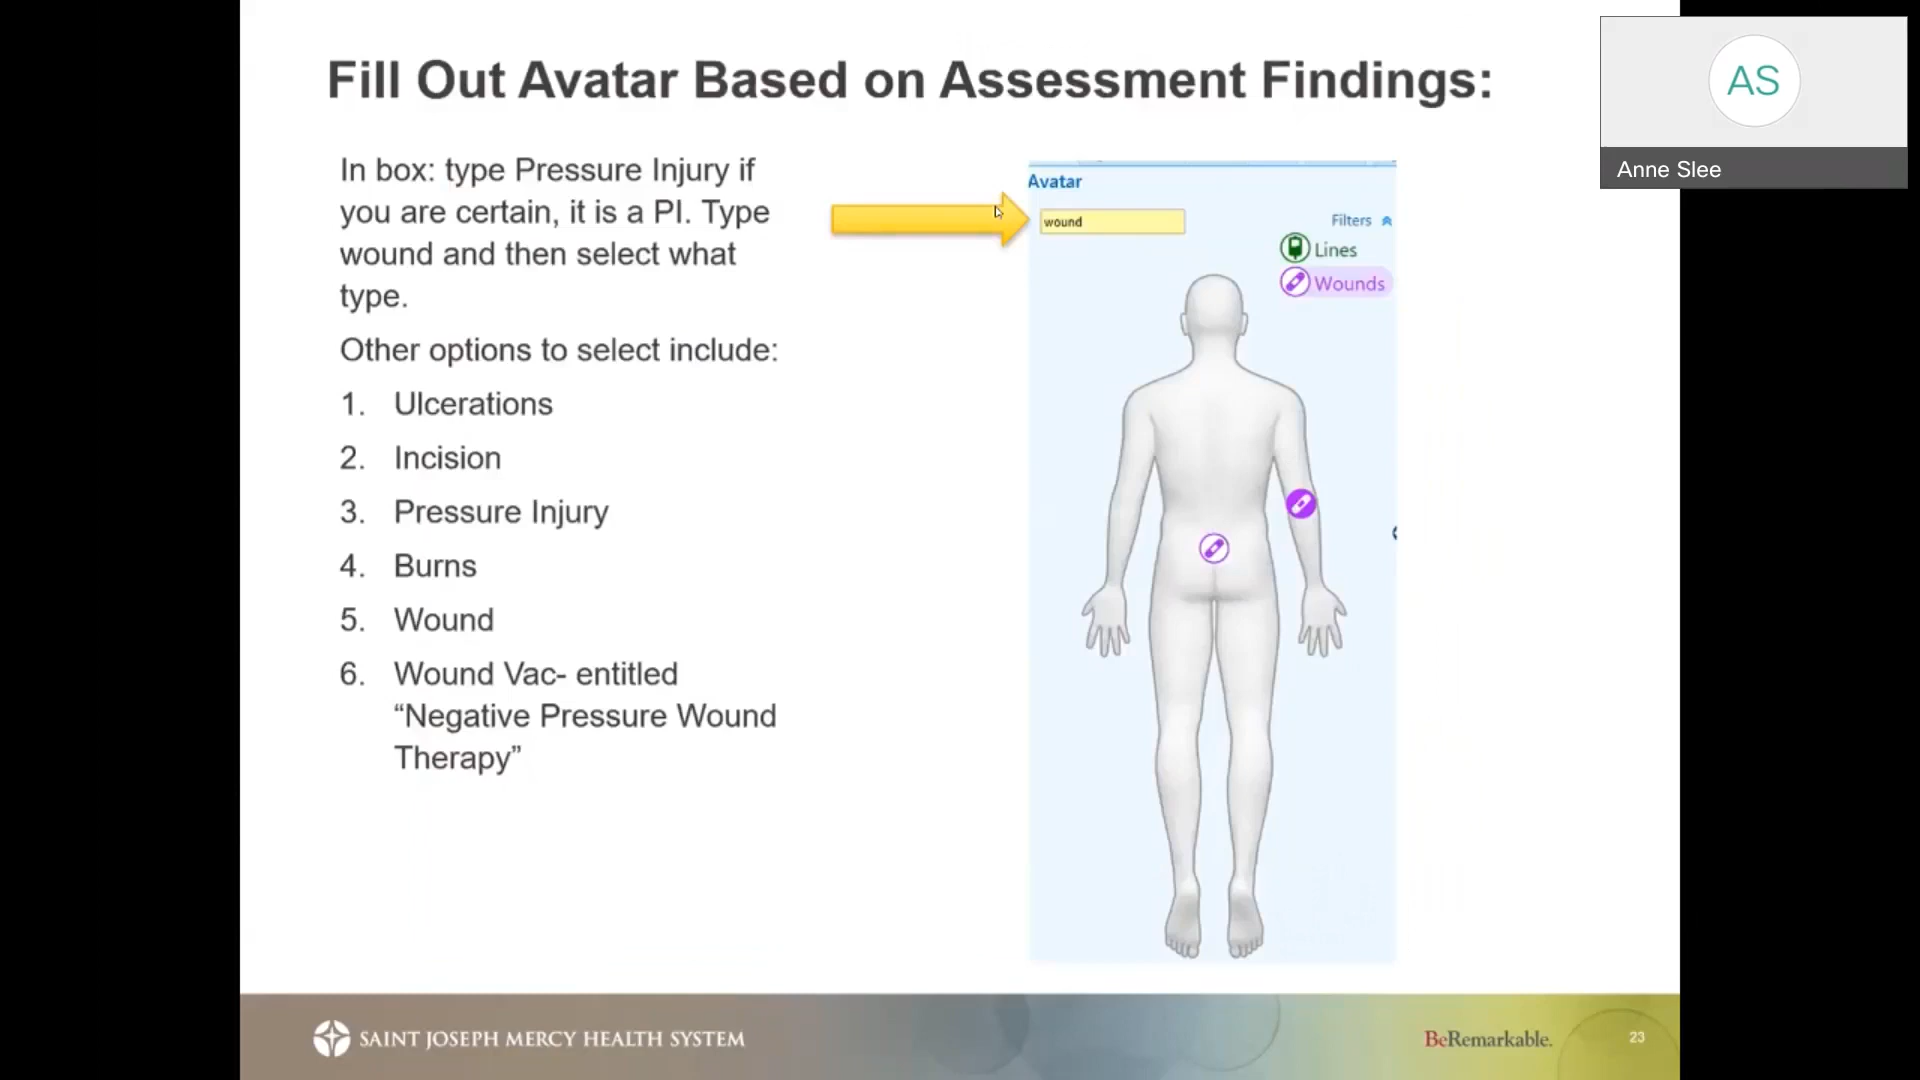 Fill Out Avatar Based on Assessment Findings:
AS
Anne Slee
In box: type Pressure Injury if
you are certain, it is a PI. Type
wound and then select what
type.
Other options to select include:
1. Ulcerations
2. Incision
3. Pressure Injury
4. Burns
5. Wound
6. Wound Vac- entitled
“Negative Pressure Wound
Therapy”
Avatar
wound
Filters
Lines
Wounds
SAINT JOSEPH MERCY HEALTH SYSTEM
BeRemarkable.
23